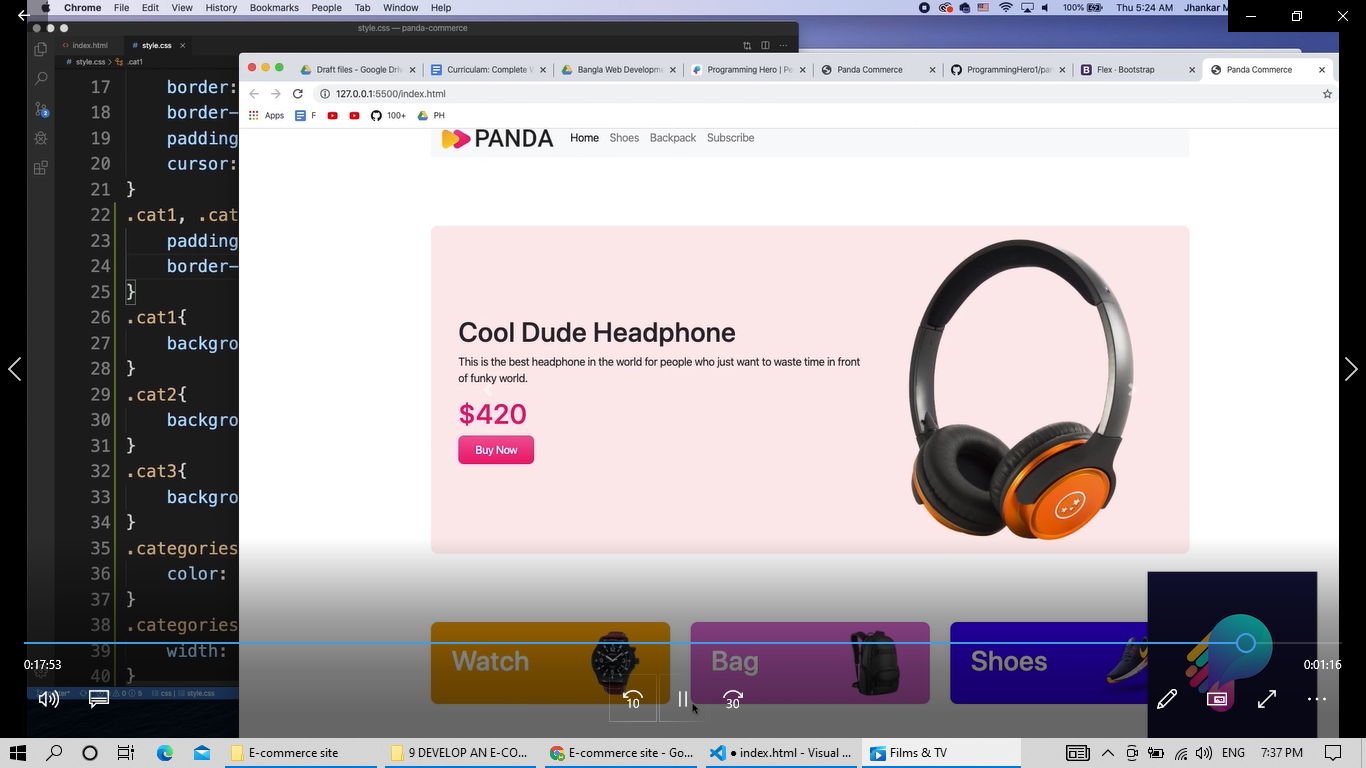 Chrome File Edit View History Bookmarks People Tab Window Help 100% Thu 5:24 AM Jhankar M
style.css — panda-commerce
index.html # style.css ×
# style.css > .cat1
17 border:
18 border-
19 padding
20 cursor:
21 }
22 .cat1, .cat
23 padding
24 border-
25 }
26 .cat1{
27 backgro
28 }
29 .cat2{
30 backgro
31 }
32 .cat3{
33 backgro
34 }
35 .categories
36 color:
37 }
38 .categories
39 width:
40 }
0 5 css | style.css
Draft files - Google Driv
Curriculam: Complete W
Bangla Web Developme
Programming Hero | Pe
Panda Commerce
ProgrammingHero1/pan
Flex · Bootstrap
Panda Commerce
127.0.0.1:5500/index.html
Apps F 100+ PH
PANDA Home Shoes Backpack Subscribe
Cool Dude Headphone
This is the best headphone in the world for people who just want to waste time in front
of funky world.
$420
Buy Now
Watch Bag Shoes
0:17:53 0:01:16
10 30
E-commerce site 9 DEVELOP AN E-CO... E-commerce site - Go... ● index.html - Visual ... Films & TV ENG 7:37 PM